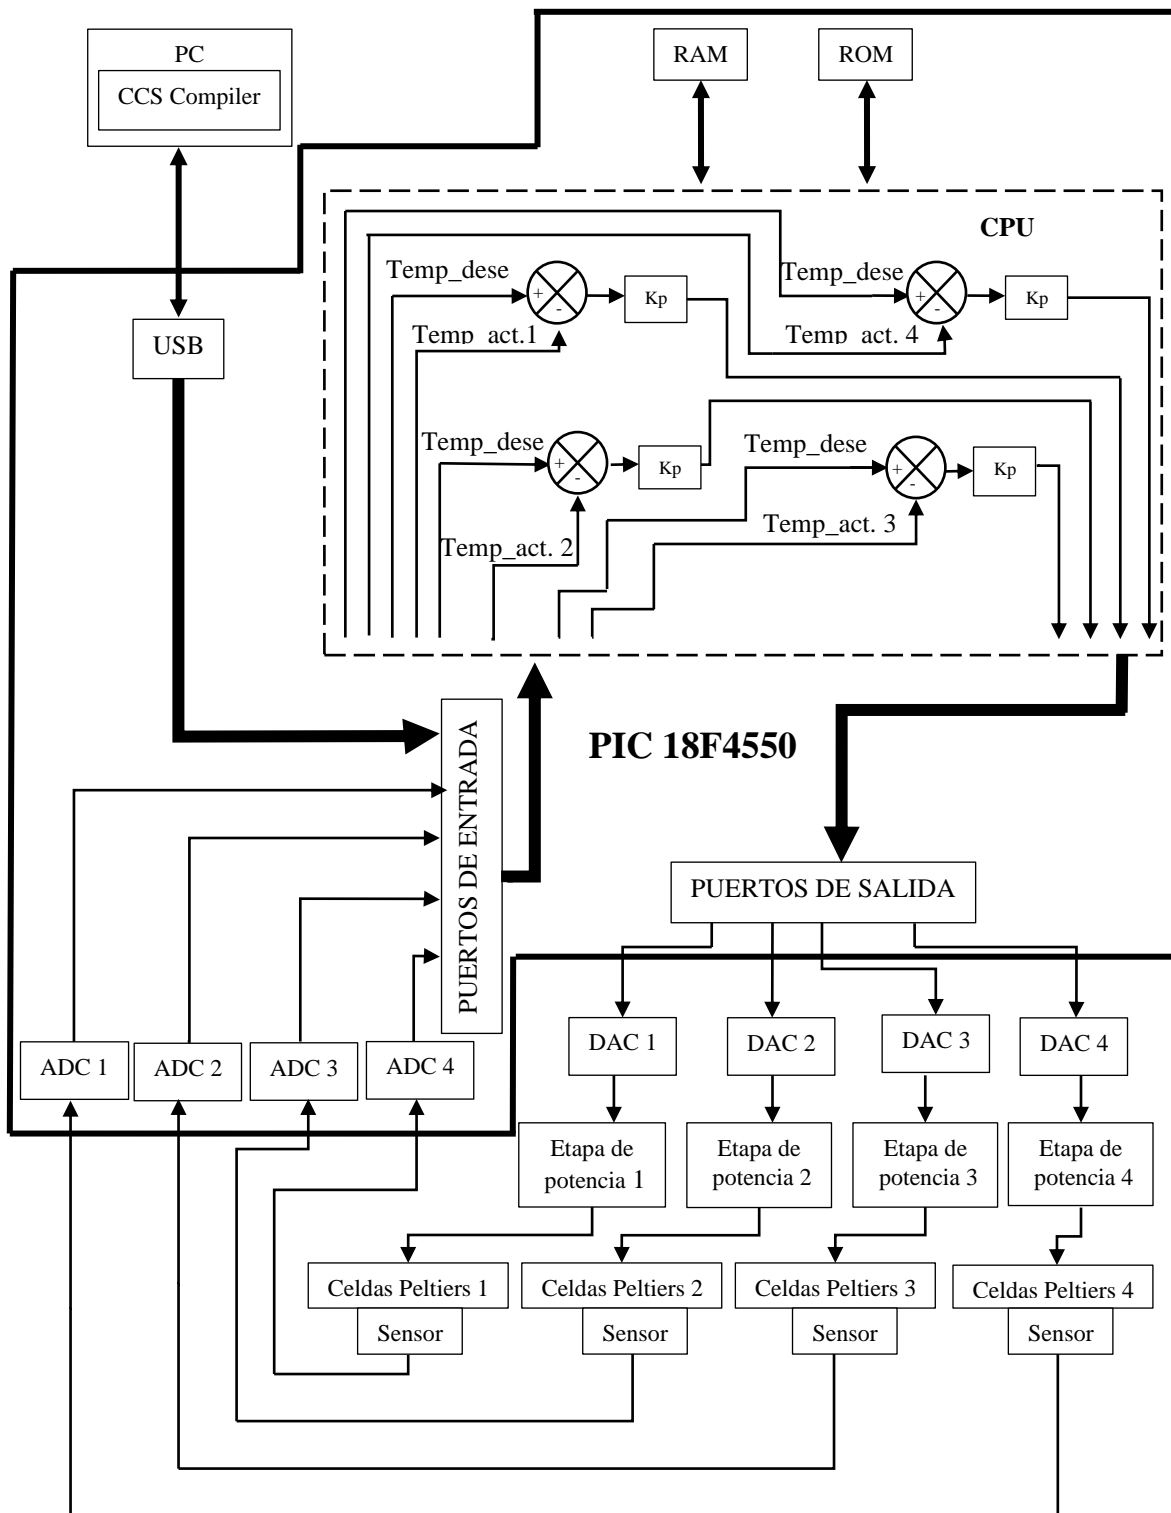 PC
CCS Compiler
RAM
ROM
CPU
Temp_dese
+
-
Kp
Temp_act.1
Temp_dese
+
-
Kp
Temp_act. 4
USB
Temp_dese
+
-
Kp
Temp_act. 2
Temp_dese
+
-
Kp
Temp_act. 3
PIC 18F4550
PUERTOS DE ENTRADA
PUERTOS DE SALIDA
ADC 1
ADC 2
ADC 3
ADC 4
DAC 1
DAC 2
DAC 3
DAC 4
Etapa de
potencia 1
Etapa de
potencia 2
Etapa de
potencia 3
Etapa de
potencia 4
Celdas Peltiers 1
Celdas Peltiers 2
Celdas Peltiers 3
Celdas Peltiers 4
Sensor
Sensor
Sensor
Sensor